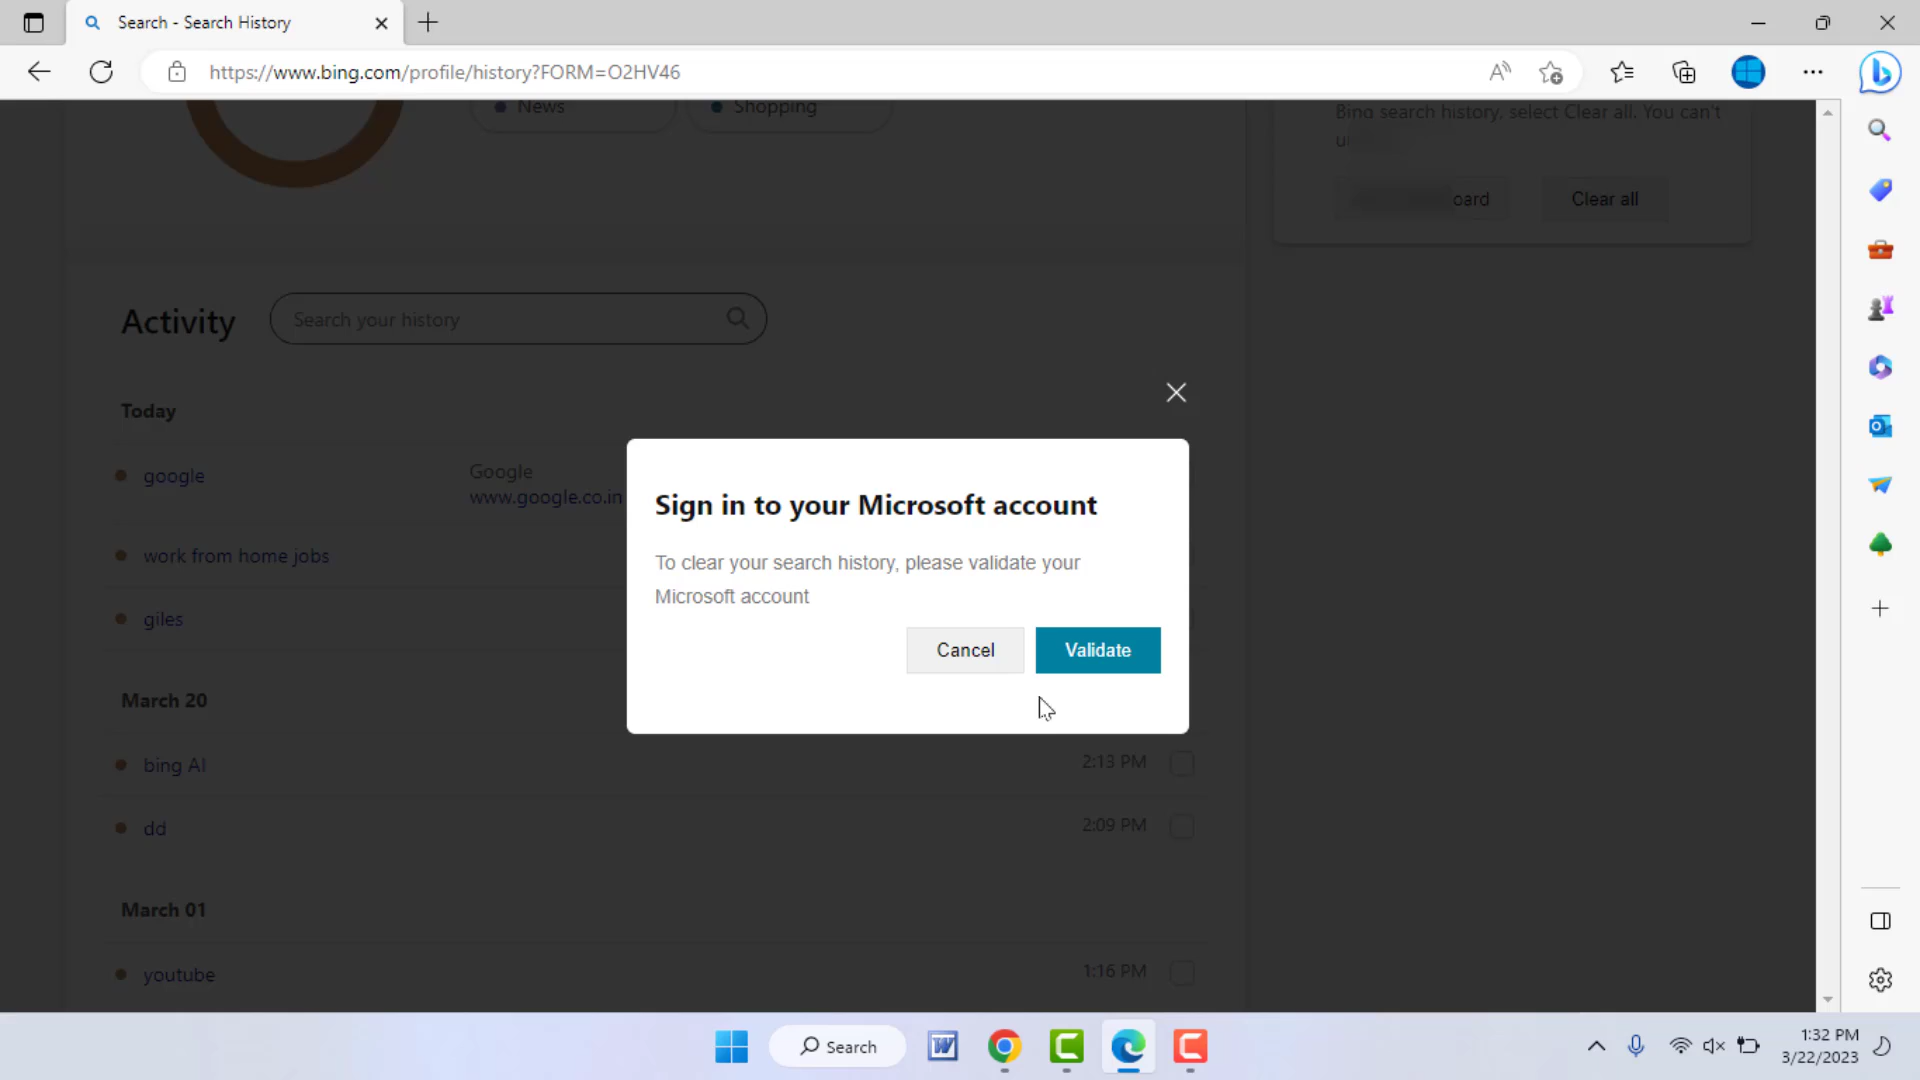 Search - Search History
https://www.bing.com/profile/history?FORM=O2HV46
News
Shopping
Bing search history, select Clear all. You can't
Clear all
Activity
Search your history
Today
google
Google
www.google.co.in
work from home jobs
giles
Sign in to your Microsoft account
To clear your search history, please validate your
Microsoft account
Cancel
Validate
March 20
bing AI
2:13 PM
dd
2:09 PM
March 01
youtube
1:16 PM
Search
1:32 PM
3/22/2023